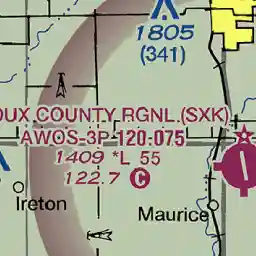 1805
(341)
OUX COUNTY RGNL (SXK)
AWOS-3P 120.075
1409 *L 55
122.7 C
Ireton
Maurice